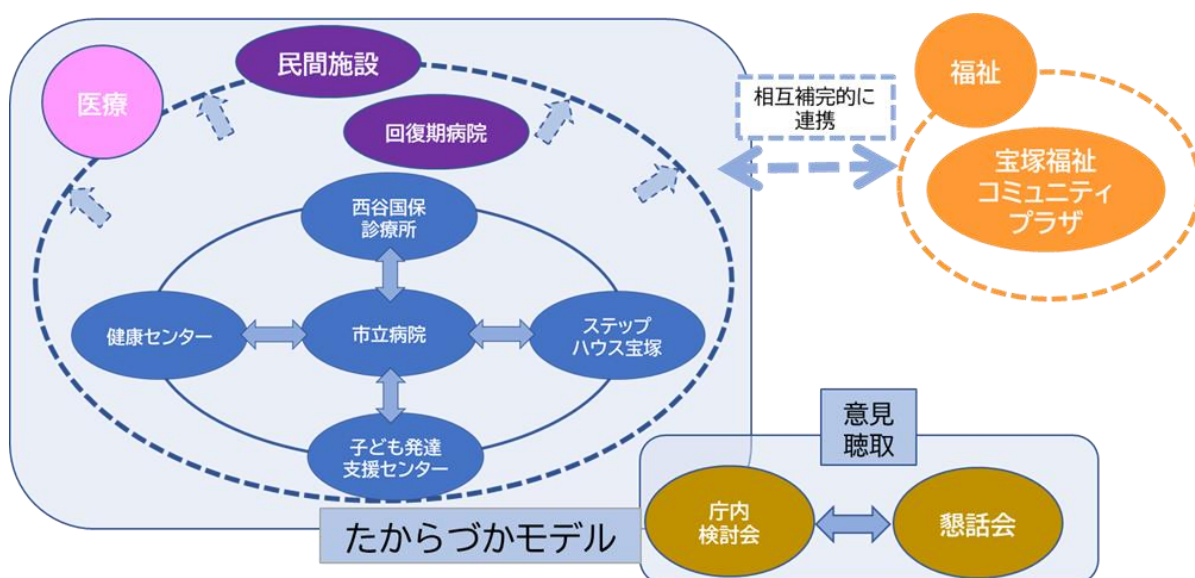 民間施設
医療
回復期病院
西谷国保
診療所
健康センター
市立病院
ステップ
ハウス宝塚
子ども発達
支援センター
相互補完的に
連携
福祉
宝塚福祉
コミュニティ
プラザ
意見
聴取
たからづかモデル
庁内
検討会
懇話会